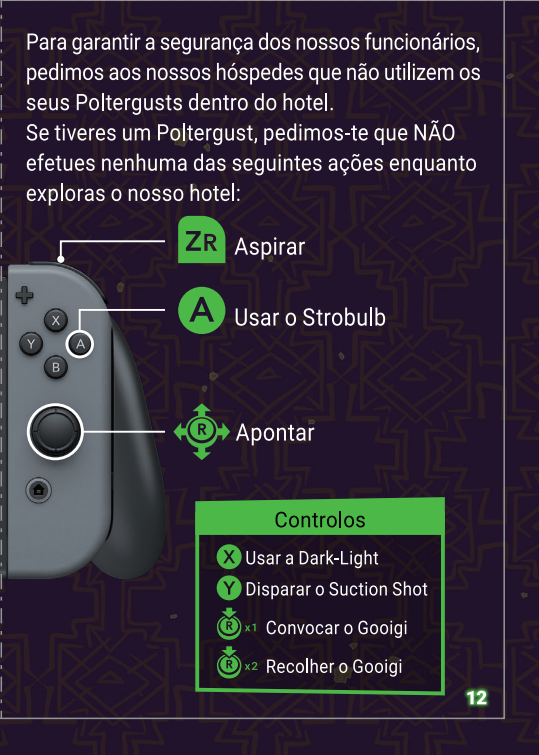 Para garantir a segurança dos nossos funcionários,
pedimos aos nossos hóspedes que não utilizem os
seus Poltergusts dentro do hotel.
Se tiveres um Poltergust, pedimos-te que NÃO
efetues nenhuma das seguintes ações enquanto
exploras o nosso hotel:
ZR Aspirar
A Usar o Strobulb
R Apontar
X
Y
A
B
Controlos
X Usar a Dark-Light
Y Disparar o Suction Shot
R x1 Convocar o Gooigi
R x2 Recolher o Gooigi
12